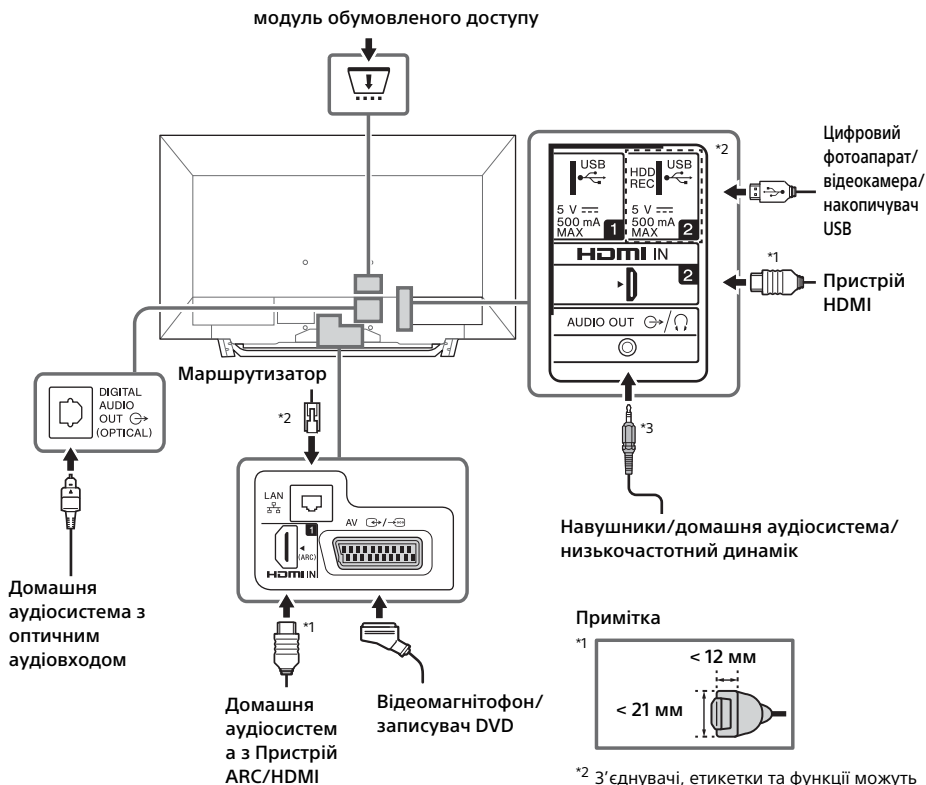 модуль обумовленого доступу
USB
HDD
REC
USB
*2
5 V
500 mA
MAX
1
5 V
500 mA
MAX
2
HDMI IN
2
AUDIO OUT
Цифровий
фотоапарат/
відеокамера/
накопичувач
USB
*1
Пристрій
HDMI
*3
Навушники/домашня аудіосистема/
низькочастотний динамік
DIGITAL
AUDIO
OUT
(OPTICAL)
Домашня
аудіосистема з
оптичним
аудіовходом
Маршрутизатор
*2
LAN
1
(ARC)
HDMI IN
AV
*1
Домашня
аудіосистем
а з Пристрій
ARC/HDMI
Відеомагнітофон/
записувач DVD
Примітка
*1
< 12 мм
< 21 мм
*2 З’єднувачі, етикетки та функції можуть